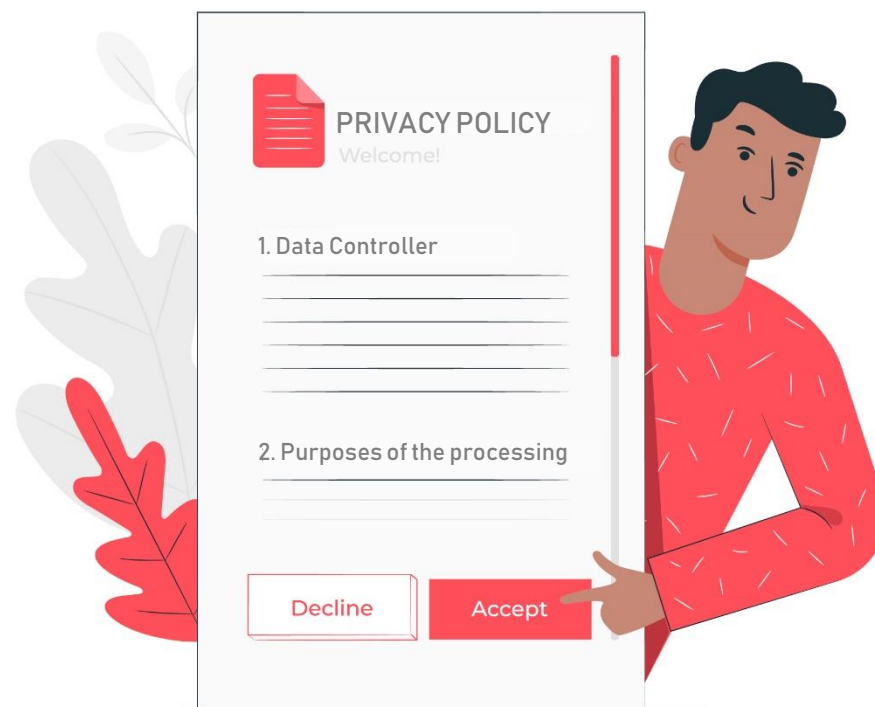 PRIVACY POLICY
Welcome!
1. Data Controller
2. Purposes of the processing
Decline
Accept